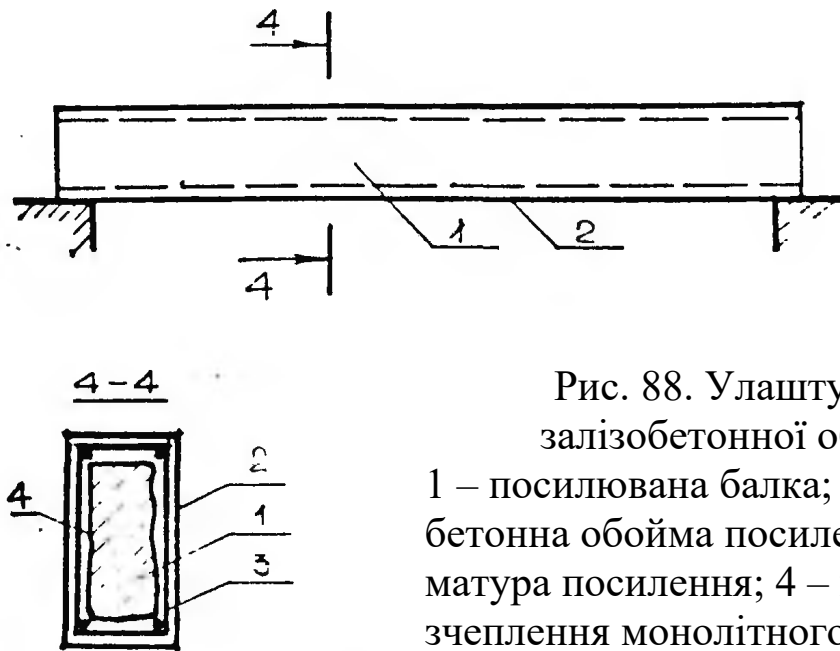 4
1
2
4
4-4
2
4
1
3
Рис. 88. Улашту
залізобетонної о
1 – посилювана балка;
бетонна обойма посиле
матура посилення; 4 –
зчеплення монолітного